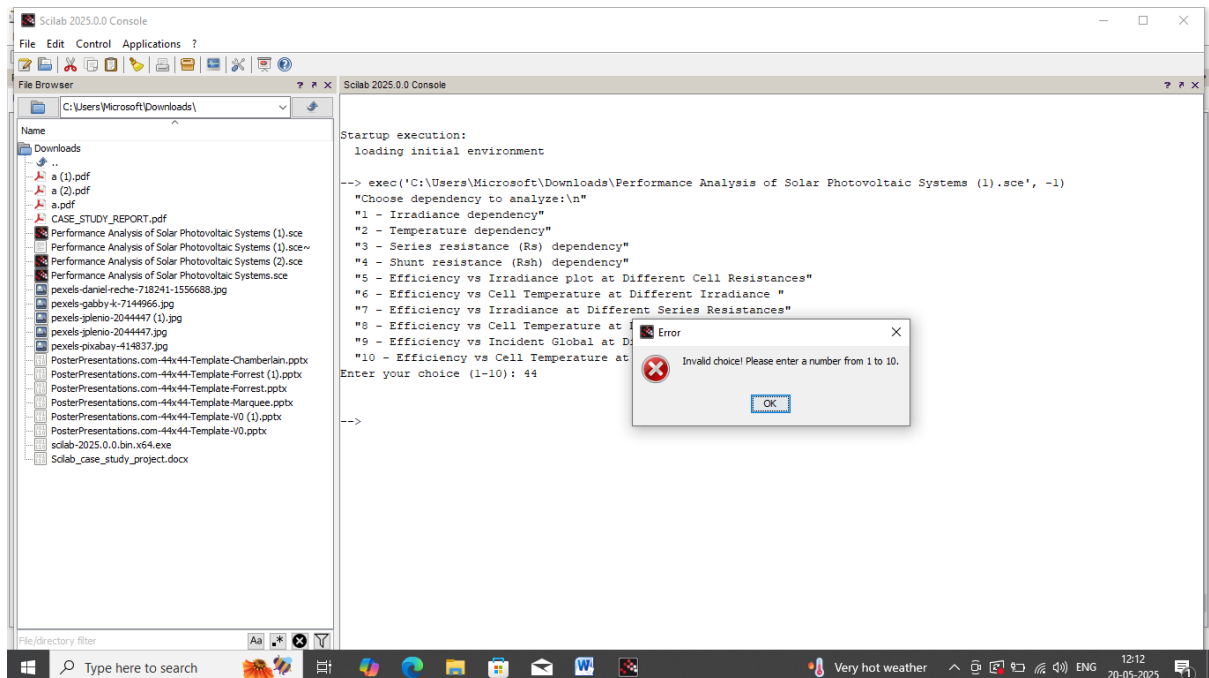 Scilab 2025.0.0 Console
File Edit Control Applications ?
File Browser
C:\Users\Microsoft\Downloads\
Name
Downloads
..
a (1).pdf
a (2).pdf
a.pdf
CASE_STUDY_REPORT.pdf
Performance Analysis of Solar Photovoltaic Systems (1).sce
Performance Analysis of Solar Photovoltaic Systems (1).sce~
Performance Analysis of Solar Photovoltaic Systems (2).sce
Performance Analysis of Solar Photovoltaic Systems.sce
pexels-daniel-reche-718241-1556688.jpg
pexels-gabby-k-7144966.jpg
pexels-jplenio-2044447 (1).jpg
pexels-jplenio-2044447.jpg
pexels-pixabay-414837.jpg
PosterPresentations.com-44x44-Template-Chamberlain.pptx
PosterPresentations.com-44x44-Template-Forrest (1).pptx
PosterPresentations.com-44x44-Template-Forrest.pptx
PosterPresentations.com-44x44-Template-Marquee.pptx
PosterPresentations.com-44x44-Template-V0 (1).pptx
PosterPresentations.com-44x44-Template-V0.pptx
scilab-2025.0.0.bin.x64.exe
Scilab_case_study_project.docx
File/directory filter
Aa .*
Scilab 2025.0.0 Console
Startup execution:
loading initial environment
--> exec('C:\Users\Microsoft\Downloads\Performance Analysis of Solar Photovoltaic Systems (1).sce', -1)
"Choose dependency to analyze:\n"
"1 - Irradiance dependency"
"2 - Temperature dependency"
"3 - Series resistance (Rs) dependency"
"4 - Shunt resistance (Rsh) dependency"
"5 - Efficiency vs Irradiance plot at Different Cell Resistances"
"6 - Efficiency vs Cell Temperature at Different Irradiance "
"7 - Efficiency vs Irradiance at Different Series Resistances"
"8 - Efficiency vs Cell Temperature at
"9 - Efficiency vs Incident Global at
"10 - Efficiency vs Cell Temperature at
Enter your choice (1-10): 44
-->
Error
Invalid choice! Please enter a number from 1 to 10.
OK
Type here to search
Very hot weather
ENG
12:12
20-05-2025